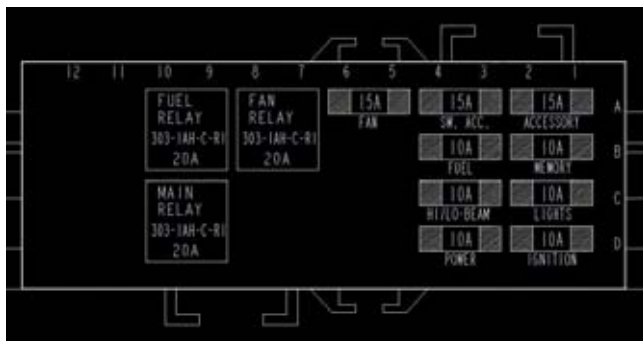 12 11 10 9 8 7 6 5 4 3 2 1
FUEL
RELAY
303-1AH-C-R1
20A
FAN
RELAY
303-1AH-C-R1
20A
15A
FAN
15A
SW. ACC.
15A
ACCESSORY
A
10A
FUEL
10A
MEMORY
B
MAIN
RELAY
303-1AH-C-R1
20A
10A
HI/LO-BEAM
10A
LIGHTS
C
10A
POWER
10A
IGNITION
D